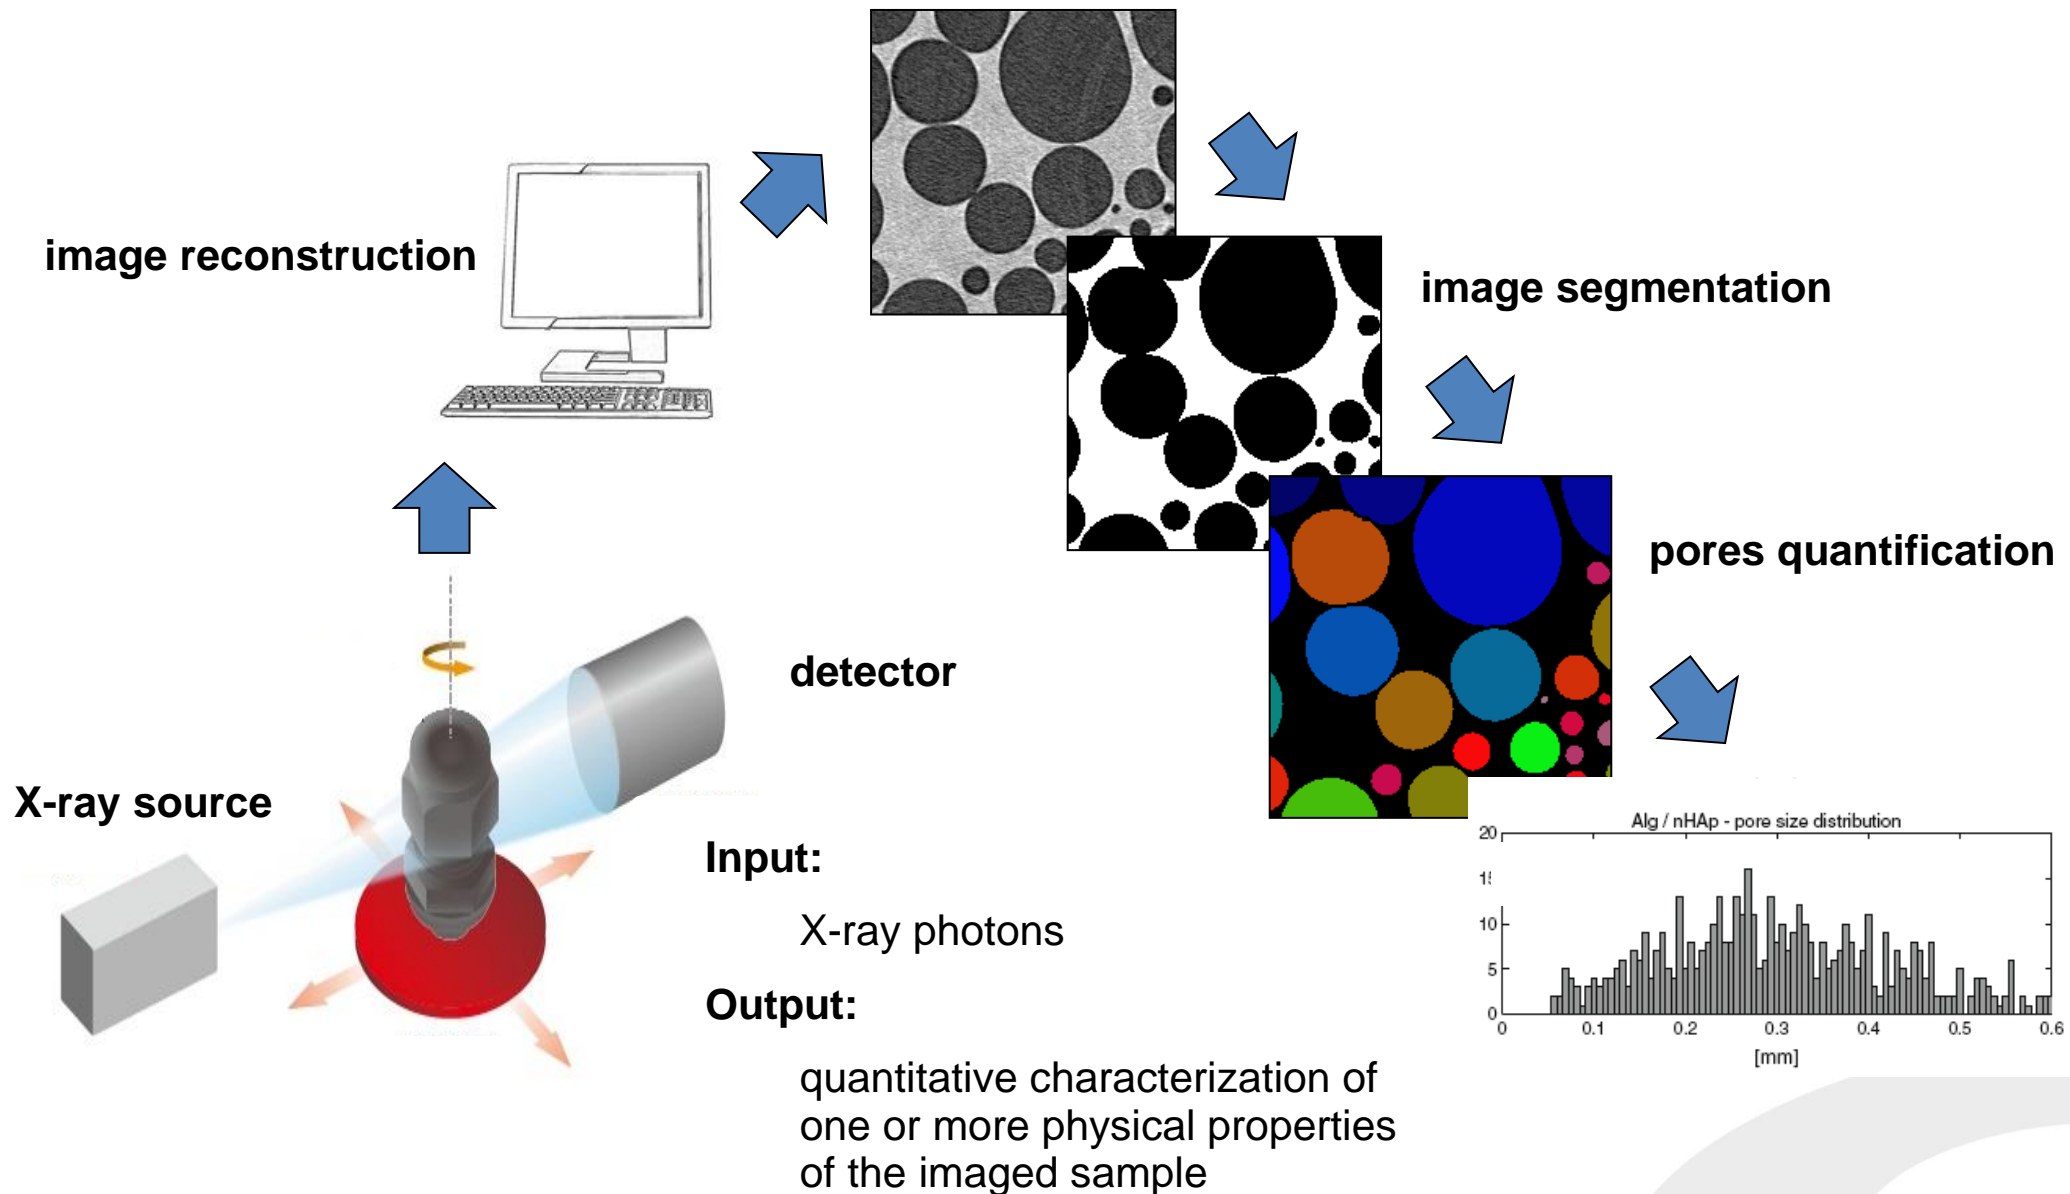 image reconstruction
image segmentation
pores quantification
detector
X-ray source
Input:
X-ray photons
Output:
quantitative characterization of
one or more physical properties
of the imaged sample
Alg / nHAp - pore size distribution
20
10
5
0
0 0.1 0.2 0.3 0.4 0.5 0.6
[mm]